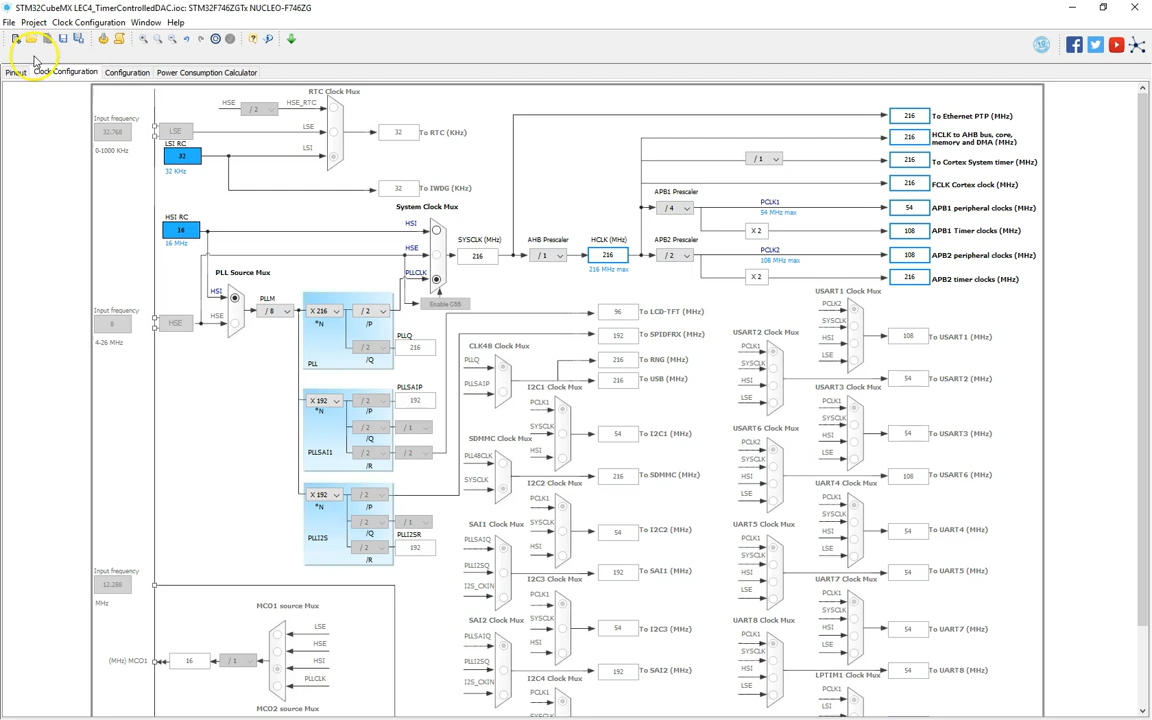 STM32CubeMX LEC4_TimerControlledDAC.ioc: STM32F746ZGTx NUCLEO-F746ZG
File Project Clock Configuration Window Help
Pinout Clock Configuration Configuration Power Consumption Calculator
RTC Clock Mux
HSE / 2 HSE_RTC
Input frequency
32.768
0-1000 KHz
LSE LSE
32 To RTC (KHz)
LSI RC
32
32 KHz
LSI
32 To IWDG (KHz)
System Clock Mux
HSI RC
16
16 MHz
HSI
HSE
PLLCLK
SYSCLK (MHz)
216
AHB Prescaler
/ 1
HCLK (MHz)
216
216 MHz max
216 To Ethernet PTP (MHz)
216 HCLK to AHB bus, core,
memory and DMA (MHz)
/ 1 216 To Cortex System timer (MHz)
216 FCLK Cortex clock (MHz)
APB1 Prescaler
/ 4
PCLK1
54 MHz max
54 APB1 peripheral clocks (MHz)
X 2 108 APB1 Timer clocks (MHz)
APB2 Prescaler
/ 2
PCLK2
108 MHz max
108 APB2 peripheral clocks (MHz)
X 2 216 APB2 timer clocks (MHz)
PLL Source Mux
HSI
HSE
PLLM
/ 8
Input frequency
8
4-26 MHz
HSE
Enable CSS
X 216
*N
/ 2
/P
/ 2
/Q
PLL
PLLQ
216
X 192
*N
/ 2
/P
/ 2
/Q
/ 1
/ 2
/R
/ 2
PLLSAI1
PLLSAIP
192
X 192
*N
/ 2
/P
/ 2
/Q
/ 1
/ 2
/R
PLLI2S
PLLI2SR
192
96 To LCD-TFT (MHz)
192 To SPIDFRX (MHz)
CLK48 Clock Mux
PLLQ
PLLSAIP
216 To RNG (MHz)
216 To USB (MHz)
I2C1 Clock Mux
PCLK1
SYSCLK
HSI
54 To I2C1 (MHz)
SDMMC Clock Mux
PLL48CLK
SYSCLK
216 To SDMMC (MHz)
I2C2 Clock Mux
PCLK1
SYSCLK
HSI
54 To I2C2 (MHz)
SAI1 Clock Mux
PLLSAIQ
PLLI2SQ
I2S_CKIN
192 To SAI1 (MHz)
I2C3 Clock Mux
PCLK1
SYSCLK
HSI
54 To I2C3 (MHz)
SAI2 Clock Mux
PLLSAIQ
PLLI2SQ
I2S_CKIN
192 To SAI2 (MHz)
I2C4 Clock Mux
PCLK1
USART1 Clock Mux
PCLK2
SYSCLK
HSI
LSE
108 To USART1 (MHz)
USART2 Clock Mux
PCLK1
SYSCLK
HSI
LSE
54 To USART2 (MHz)
USART3 Clock Mux
PCLK1
SYSCLK
HSI
LSE
54 To USART3 (MHz)
USART6 Clock Mux
PCLK2
SYSCLK
HSI
LSE
108 To USART6 (MHz)
UART4 Clock Mux
PCLK1
SYSCLK
HSI
LSE
54 To UART4 (MHz)
UART5 Clock Mux
PCLK1
SYSCLK
HSI
LSE
54 To UART5 (MHz)
UART7 Clock Mux
PCLK1
SYSCLK
HSI
LSE
54 To UART7 (MHz)
UART8 Clock Mux
PCLK1
SYSCLK
HSI
LSE
54 To UART8 (MHz)
LPTIM1 Clock Mux
PCLK1
LSI
Input frequency
12.288
MHz
MCO1 source Mux
LSE
HSE
HSI
PLLCLK
(MHz) MCO1 16 / 1
MCO2 source Mux